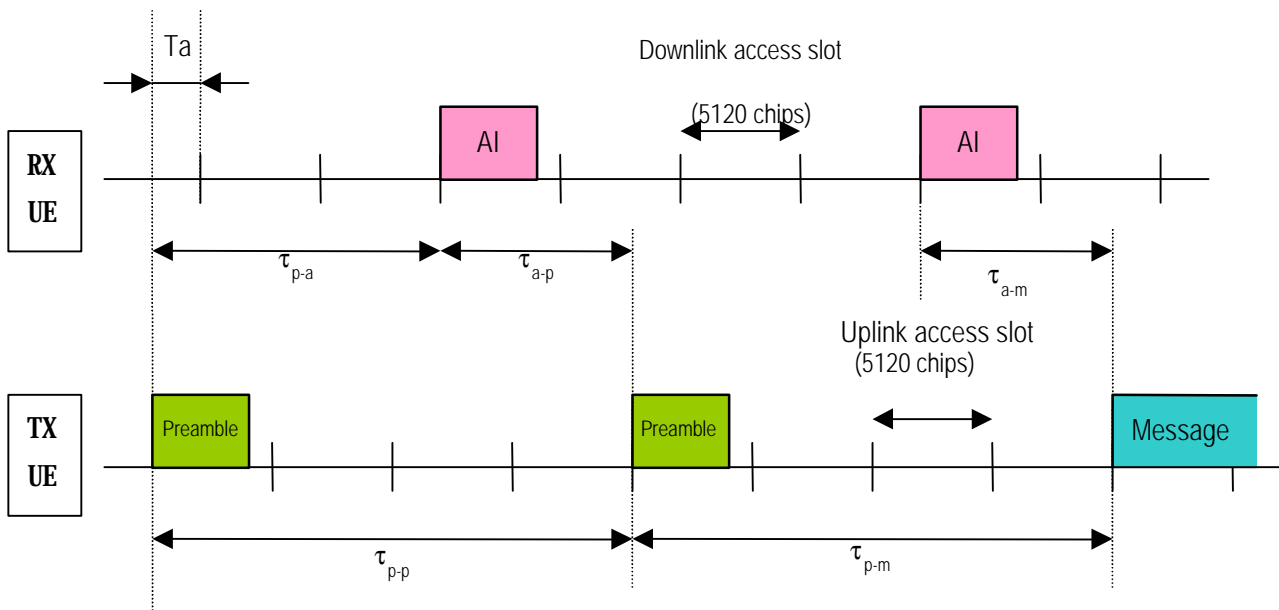 Ta
Downlink access slot
(5120 chips)
AI
AI
RX
UE
τp-a
τa-p
τa-m
Uplink access slot
(5120 chips)
TX
UE
Preamble
Preamble
Message
τp-p
τp-m